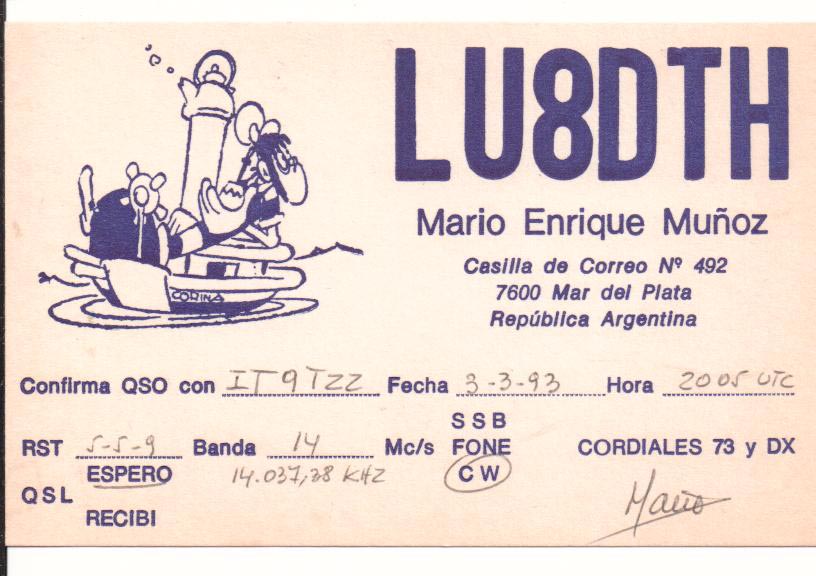 LU8DTH
Mario Enrique Muñoz
Casilla de Correo Nº 492
7600 Mar del Plata
República Argentina
CORINA
Confirma QSO con IT9TZZ Fecha 3-3-93 Hora 2005 UTC
RST 5-5-9 Banda 14 Mc/s SSB FONE CW CORDIALES 73 y DX
QSL ESPERO RECIBI
14.037,38 KHZ
Mario